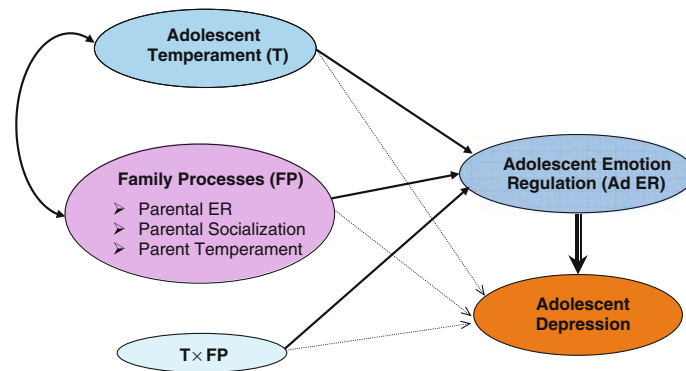 Adolescent
Temperament (T)
Family Processes (FP)
➢ Parental ER
➢ Parental Socialization
➢ Parent Temperament
T × FP
Adolescent Emotion
Regulation (Ad ER)
Adolescent
Depression